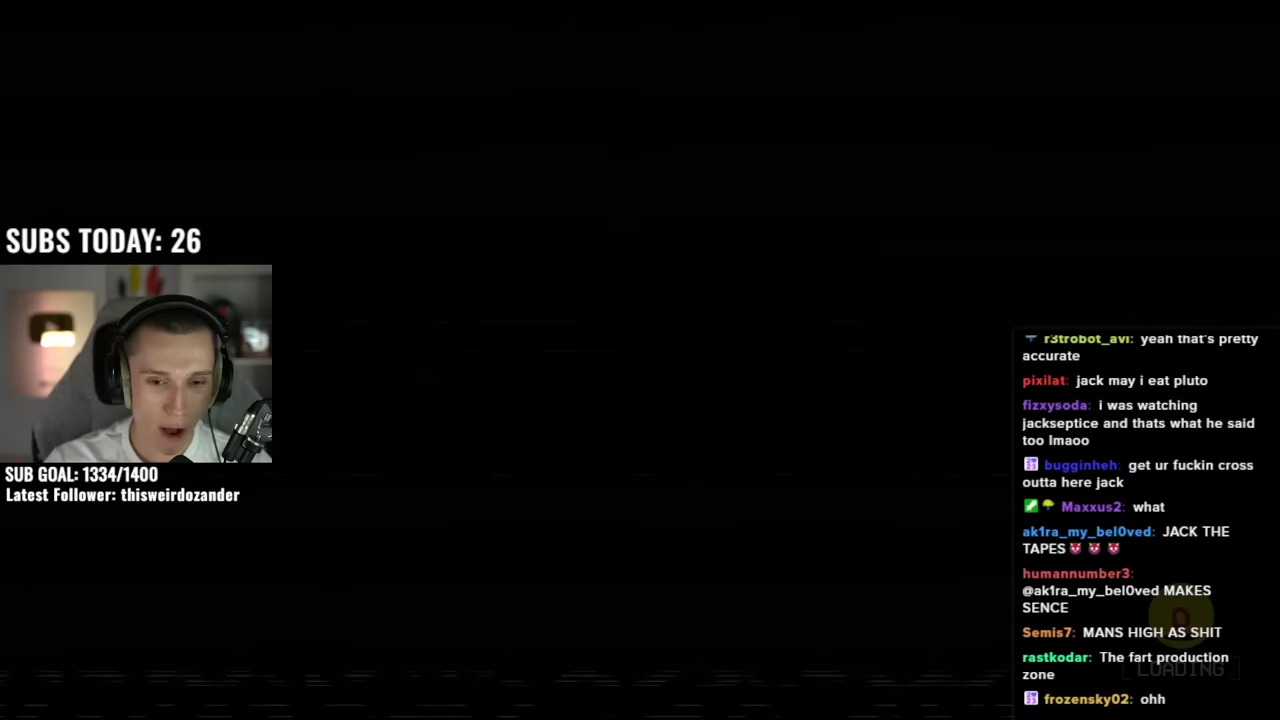 SUBS TODAY: 26
SUB GOAL: 1334/1400
Latest Follower: thisweirdozander
r3trobot_avi: yeah that's pretty
accurate
pixilat: jack may i eat pluto
fizzysoda: i was watching
jackseptice and thats what he said
too lmaoo
bugginheh: get ur fuckin cross
outta here jack
Maxxus2: what
ak1ra_my_bel0ved: JACK THE
TAPES
humannumber3:
@ak1ra_my_bel0ved MAKES
SENCE
Semis7: MANS HIGH AS SHIT
rastkodar: The fart production
zone
LOADING
frozensky02: ohh